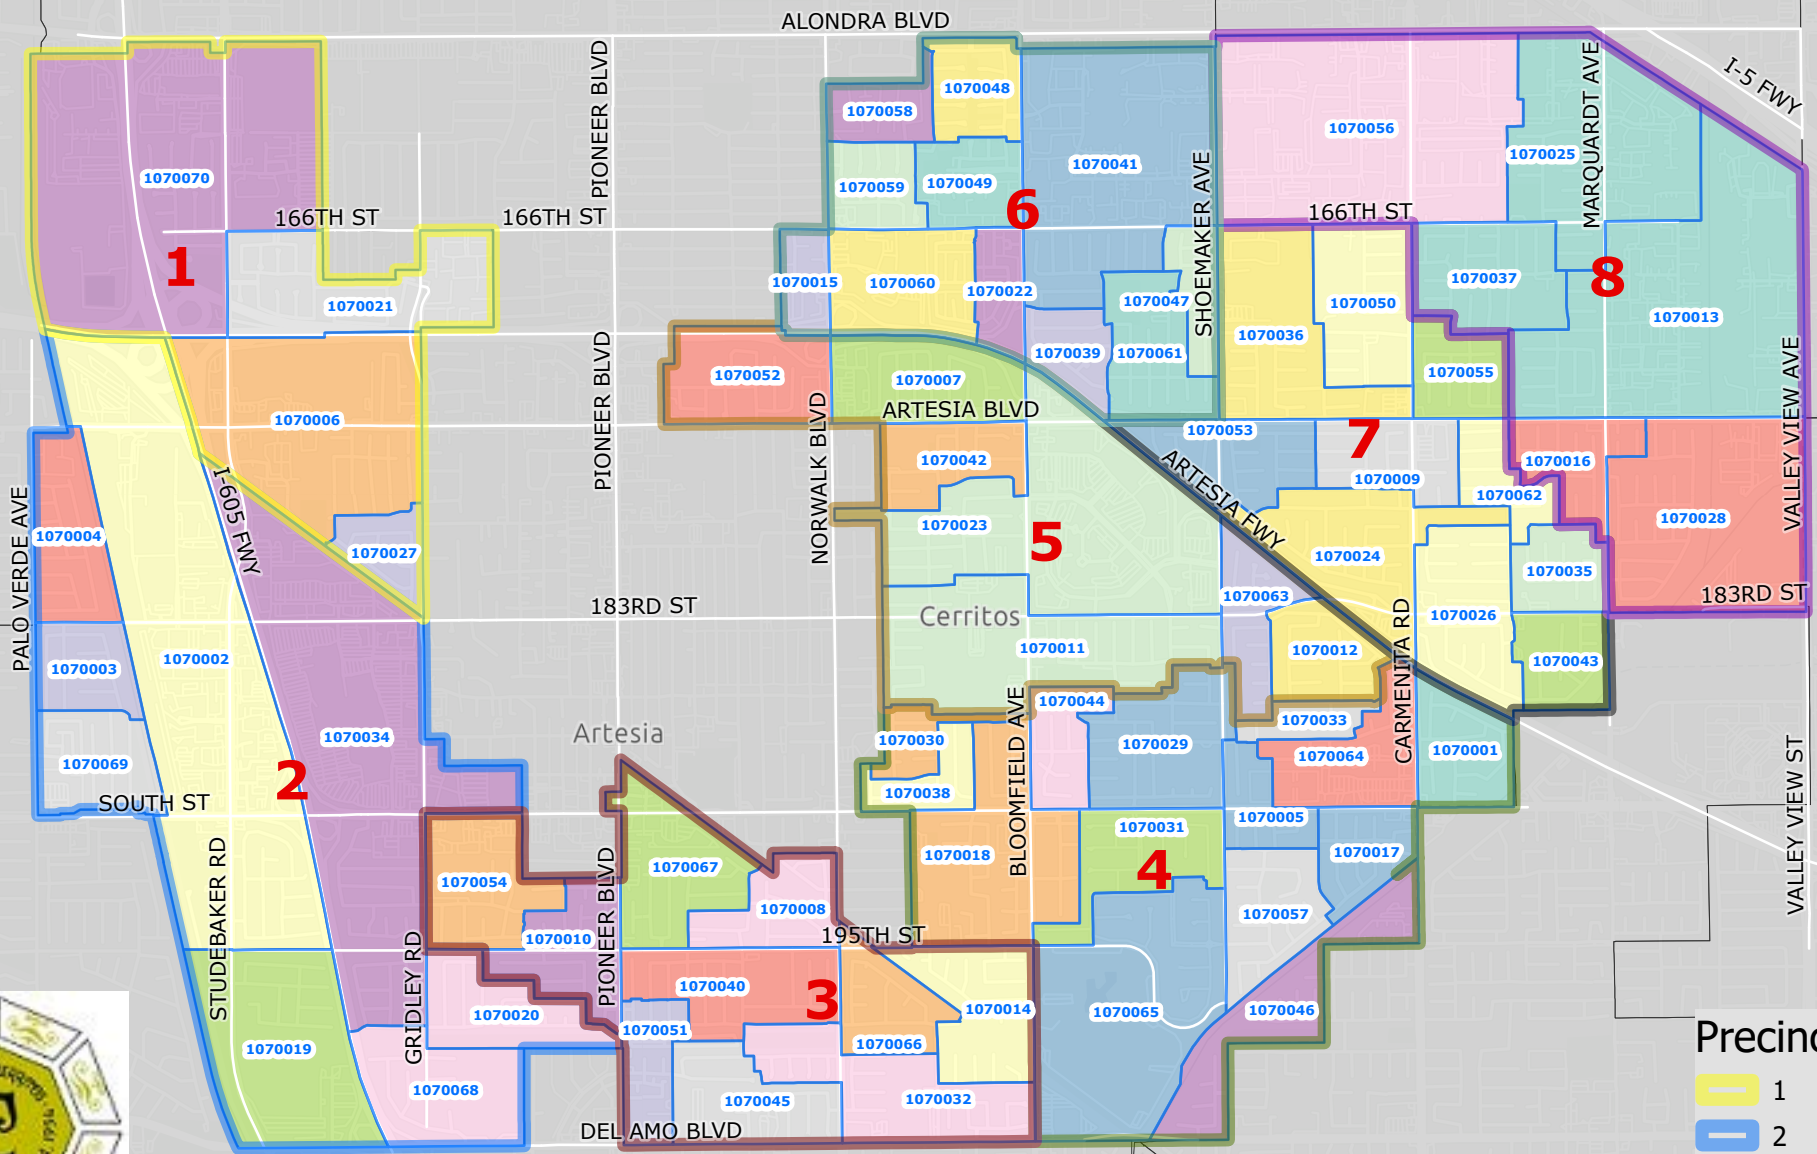 ALONDRA BLVD
I-5 FWY
PIONEER BLVD
MARQUARDT AVE
1070048
1070058
1070056
1070041
1070025
1070070
1070059
1070049
SHOEMAKER AVE
6
166TH ST
166TH ST
166TH ST
1
8
1070015
1070060
1070022
1070037
1070021
1070047
1070050
1070013
1070036
PIONEER BLVD
1070039
1070061
VALLEY VIEW AVE
1070052
1070007
1070055
ARTESIA BLVD
NORWALK BLVD
1070006
1070053
7
1070042
1070016
ARTESIA FWY
1070009
1070062
I-605 FWY
PALO VERDE AVE
1070004
1070023
5
1070028
1070027
1070024
1070035
183RD ST
1070063
183RD ST
Cerritos
1070026
CARMENITA RD
1070003
1070002
1070011
1070012
1070043
BLOOMFIELD AVE
1070044
1070033
Artesia
1070034
1070030
1070029
1070001
1070069
1070064
2
1070038
VALLEY VIEW ST
SOUTH ST
1070005
1070031
STUDEBAKER RD
1070018
1070017
1070067
4
PIONEER BLVD
1070054
1070008
1070057
195TH ST
1070010
GRIDLEY RD
1070040
3
1070014
1070065
1070046
1070020
1070051
1070066
1070019
Precinc
1070068
1070045
1070032
1
DEL AMO BLVD
2
1956